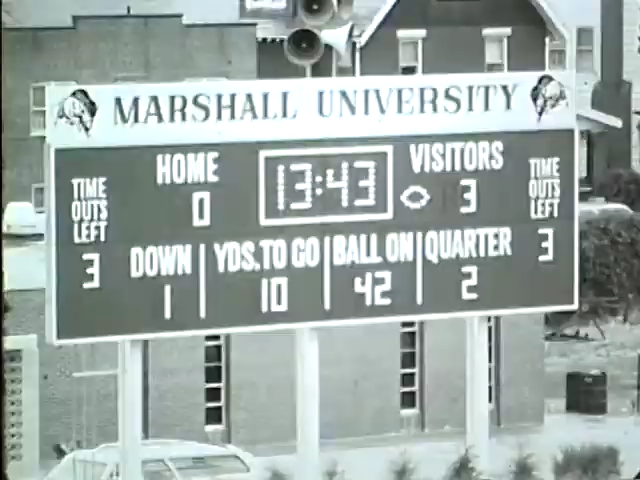 MARSHALL UNIVERSITY
HOME 13:43 VISITORS
0 3
TIME OUTS LEFT
3
TIME OUTS LEFT
3
DOWN YDS. TO GO BALL ON QUARTER
1 10 42 2